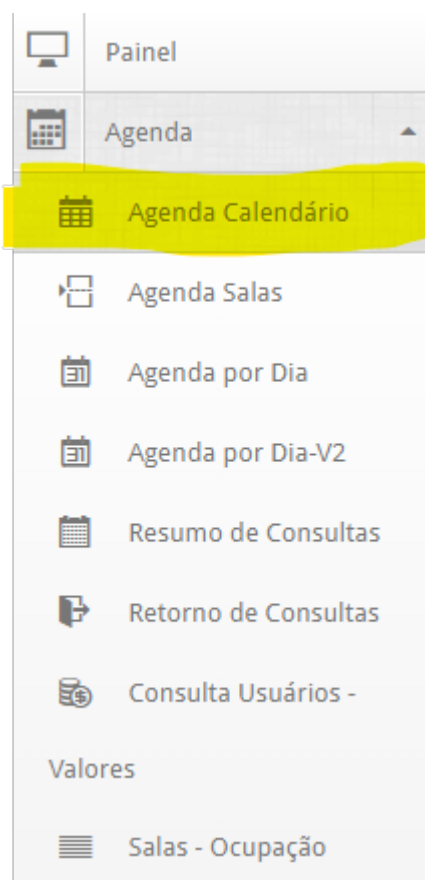 Painel
Agenda
Agenda Calendário
Agenda Salas
Agenda por Dia
Agenda por Dia-V2
Resumo de Consultas
Retorno de Consultas
Consulta Usuários -
Valores
Salas - Ocupação